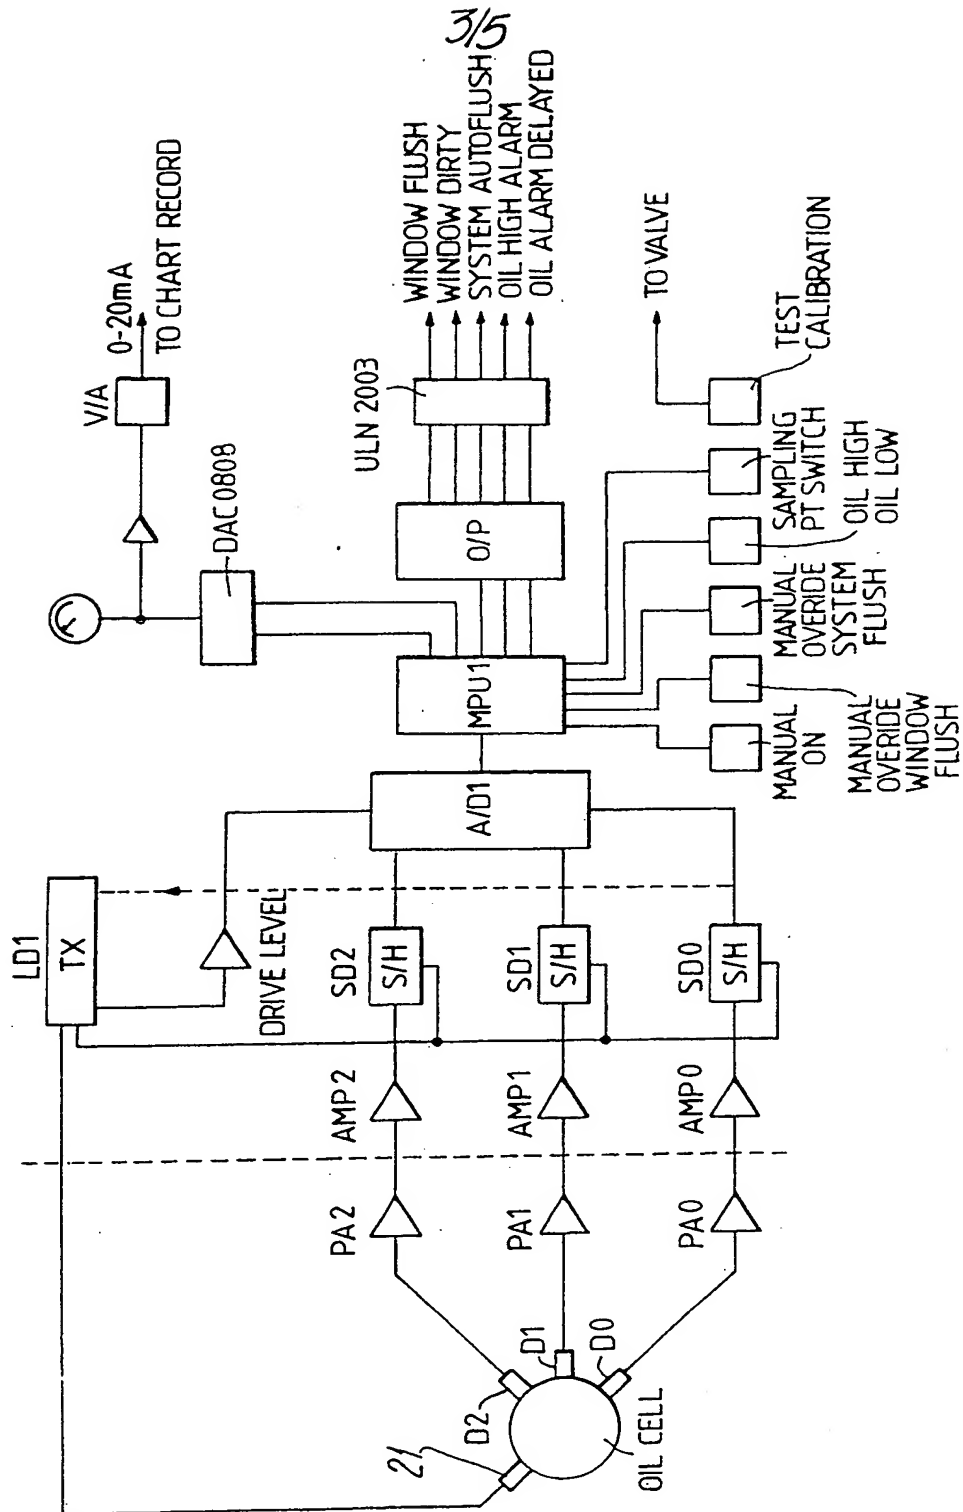 3/5
LD1
TX
DRIVE LEVEL
V/A
0-20mA
TO CHART RECORD
DAC 0808
ULN 2003
WINDOW FLUSH
WINDOW DIRTY
SYSTEM AUTOFLUSH
OIL HIGH ALARM
OIL ALARM DELAYED
O/P
MPU1
A/D1
SD2
S/H
SD1
S/H
SD0
S/H
AMP2
AMP1
AMP0
PA2
PA1
PA0
D2
D1
D0
21
OIL CELL
TO VALVE
TEST
CALIBRATION
SAMPLING
PT SWITCH
OIL HIGH
OIL LOW
MANUAL
OVERIDE
SYSTEM
FLUSH
MANUAL
OVERIDE
WINDOW
FLUSH
MANUAL
ON